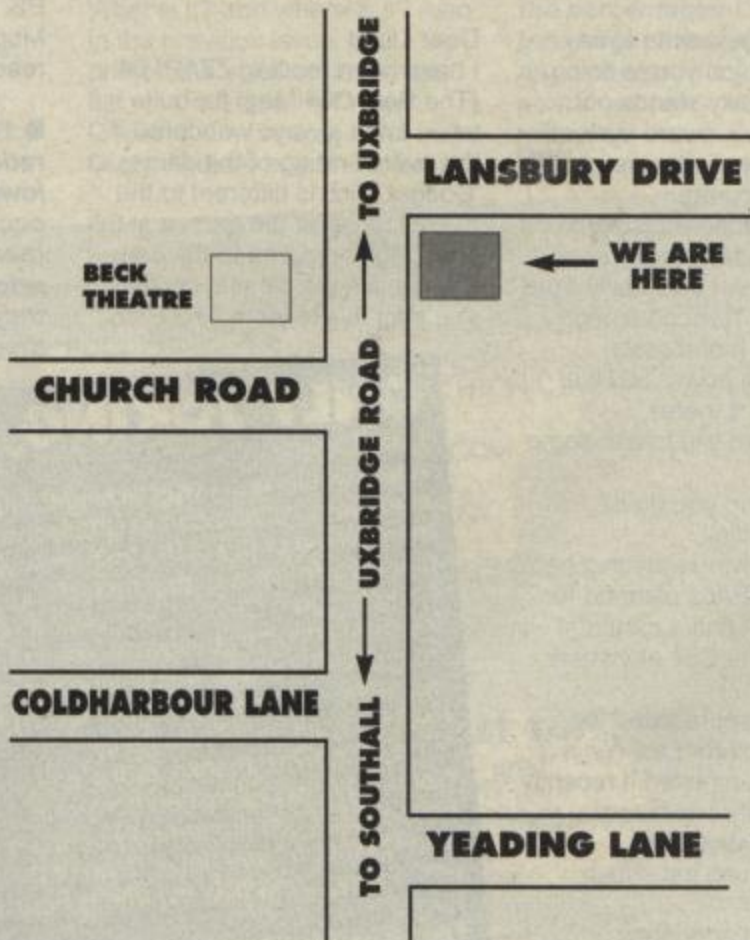 TO UXBRIDGE
LANSBURY DRIVE
WE ARE
HERE
BECK
THEATRE
CHURCH ROAD
UXBRIDGE ROAD
COLDHARBOUR LANE
TO SOUTHALL
YEADING LANE